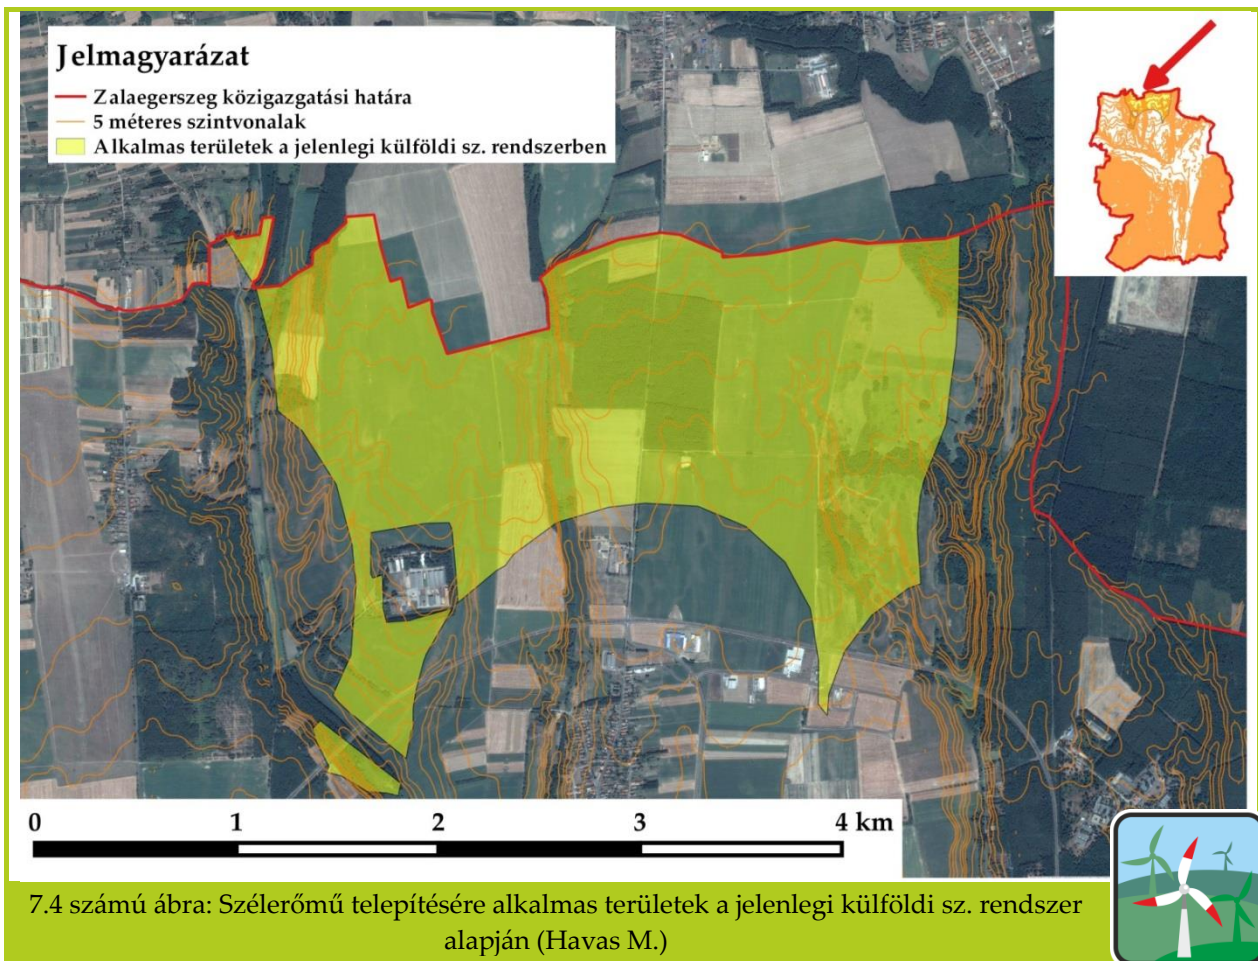 Jelmagyarázat
Zalaegerszeg közigazgatási határa
5 méteres szintvonalak
Alkalmas területek a jelenlegi külföldi sz. rendszerben
0 1 2 3 4 km
7.4 számú ábra: Szélerőmű telepítésére alkalmas területek a jelenlegi külföldi sz. rendszer
alapján (Havas M.)